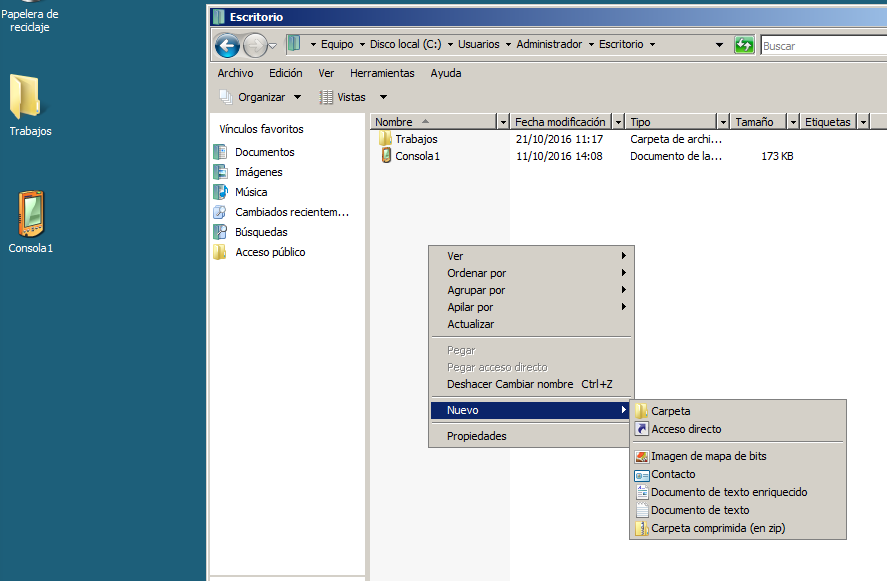 Papelera de
reciclaje
Trabajos
Consola1
Escritorio
Equipo Disco local (C:) Usuarios Administrador Escritorio
Buscar
Archivo Edición Ver Herramientas Ayuda
Organizar Vistas
Vínculos favoritos
Documentos
Imágenes
Música
Cambiados recientem...
Búsquedas
Acceso público
Nombre Fecha modificación Tipo Tamaño Etiquetas
Trabajos 21/10/2016 11:17 Carpeta de archi...
Consola1 11/10/2016 14:08 Documento de la... 173 KB
Ver
Ordenar por
Agrupar por
Apilar por
Actualizar
Pegar
Pegar acceso directo
Deshacer Cambiar nombre Ctrl+Z
Nuevo
Propiedades
Carpeta
Acceso directo
Imagen de mapa de bits
Contacto
Documento de texto enriquecido
Documento de texto
Carpeta comprimida (en zip)